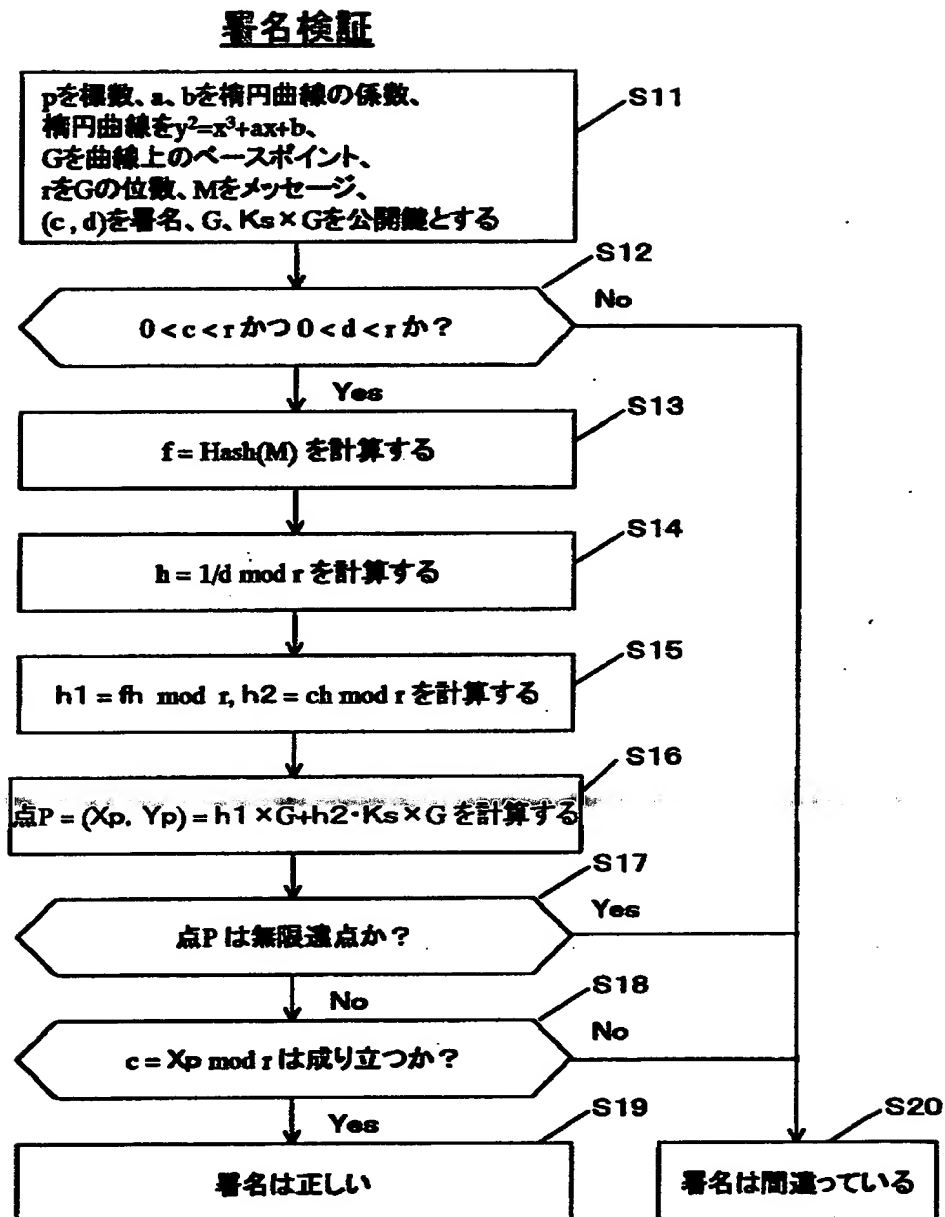 署名検証
pを標数、a、bを楕円曲線の係数、
楕円曲線をy²=x³+ax+b、
Gを曲線上のベースポイント、
rをGの位数、Mをメッセージ、
(c , d)を署名、G、Ks×Gを公開鍵とする
S11
S12
0<c<r かつ 0<d<r か?
No
Yes
S13
f = Hash(M) を計算する
S14
h = 1/d mod r を計算する
S15
h1 = fh mod r, h2 = ch mod r を計算する
S16
点P = (Xp, Yp) = h1×G+h2・Ks×G を計算する
S17
点P は無限遠点か?
Yes
No
S18
c = Xp mod r は成り立つか?
No
Yes
S19
署名は正しい
S20
署名は間違っている